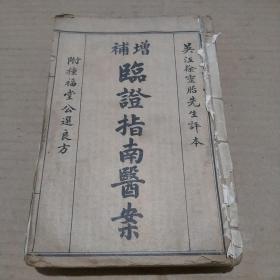 吳江徐靈胎先生評本
增補
臨證指南醫案
附種福堂公選良方